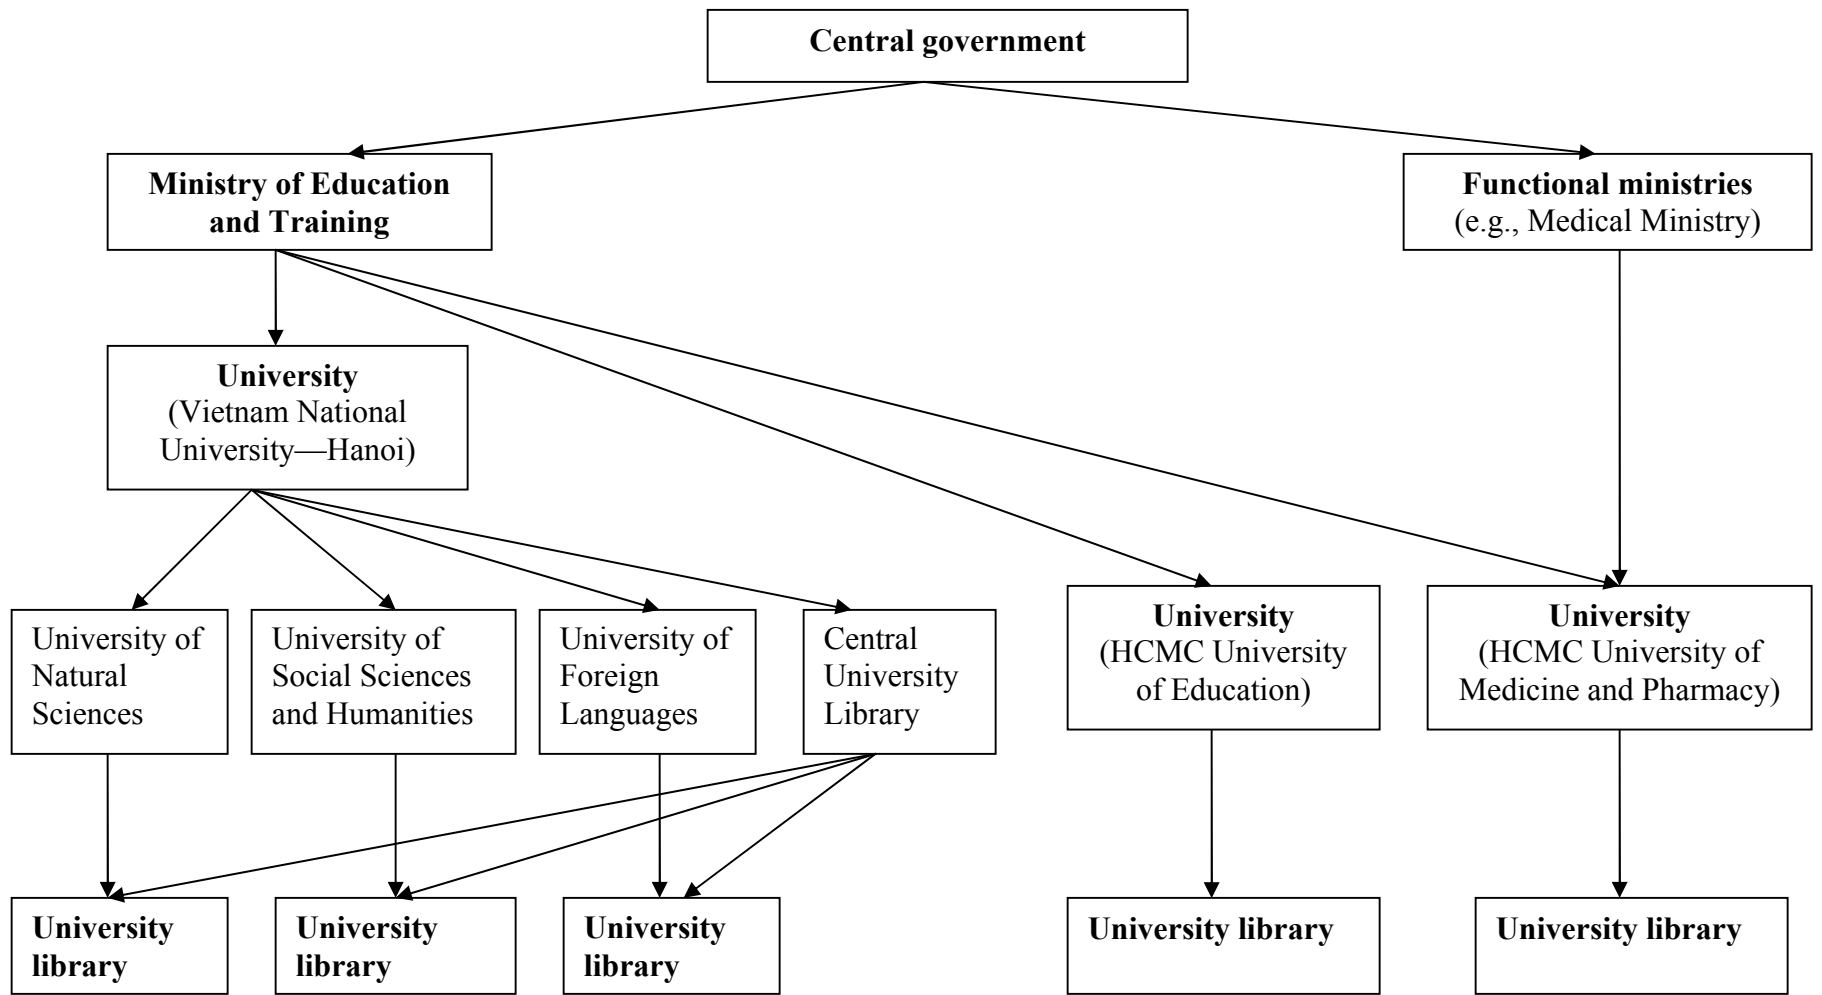 Central government
Ministry of Education
and Training
Functional ministries
(e.g., Medical Ministry)
University
(Vietnam National
University—Hanoi)
University of
Natural
Sciences
University of
Social Sciences
and Humanities
University of
Foreign
Languages
Central
University
Library
University
(HCMC University
of Education)
University
(HCMC University of
Medicine and Pharmacy)
University
library
University
library
University
library
University library
University library